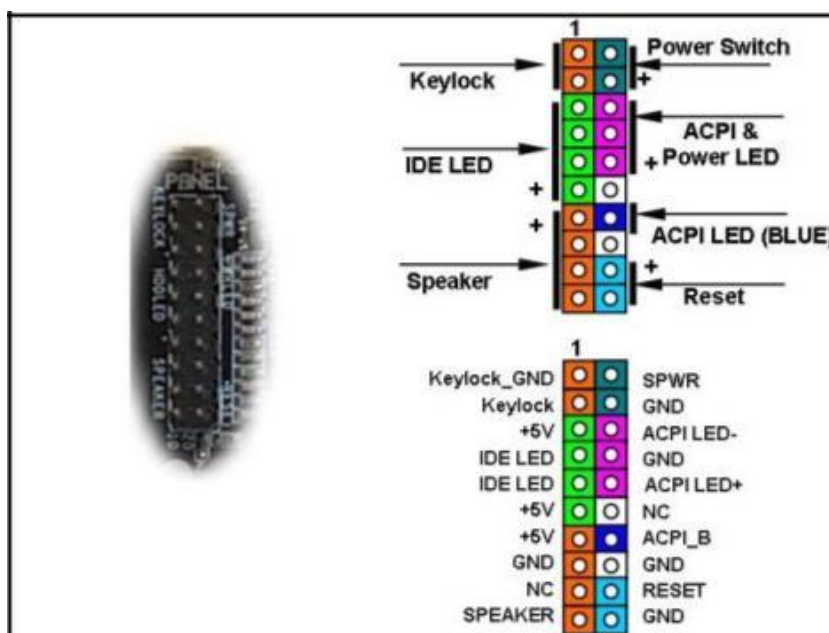 1
Power Switch
Keylock
+
ACPI &
Power LED
IDE LED
+
+
+
ACPI LED (BLUE)
Speaker
+
Reset
PANEL
KEYLOCK
HDDLED
SPEAKER
1
Keylock_GND SPWR
Keylock GND
+5V ACPI LED-
IDE LED GND
IDE LED ACPI LED+
+5V NC
+5V ACPI_B
GND GND
NC RESET
SPEAKER GND